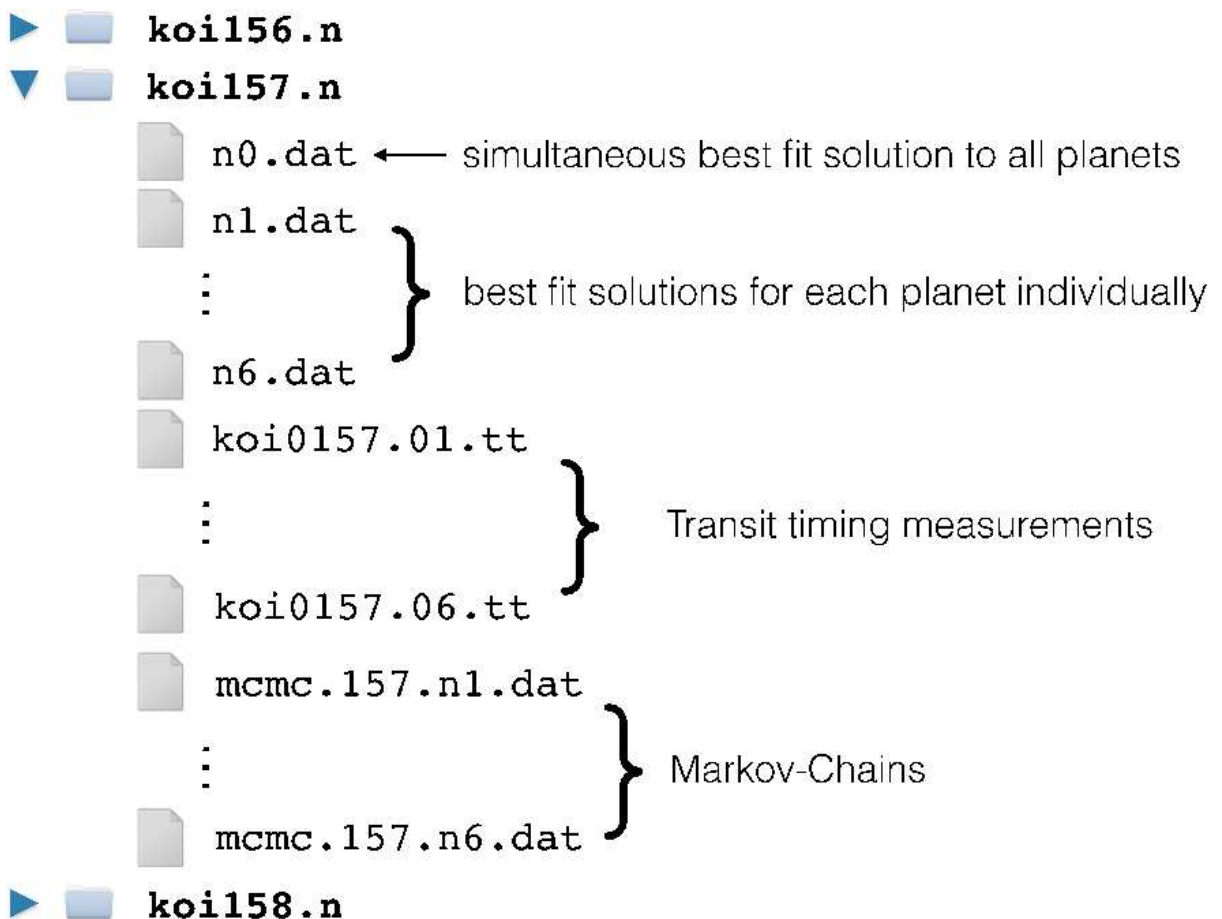 koi156.n
koi157.n
n0.dat simultaneous best fit solution to all planets
n1.dat
best fit solutions for each planet individually
n6.dat
koi0157.01.tt
Transit timing measurements
koi0157.06.tt
mcmc.157.n1.dat
Markov-Chains
mcmc.157.n6.dat
koi158.n